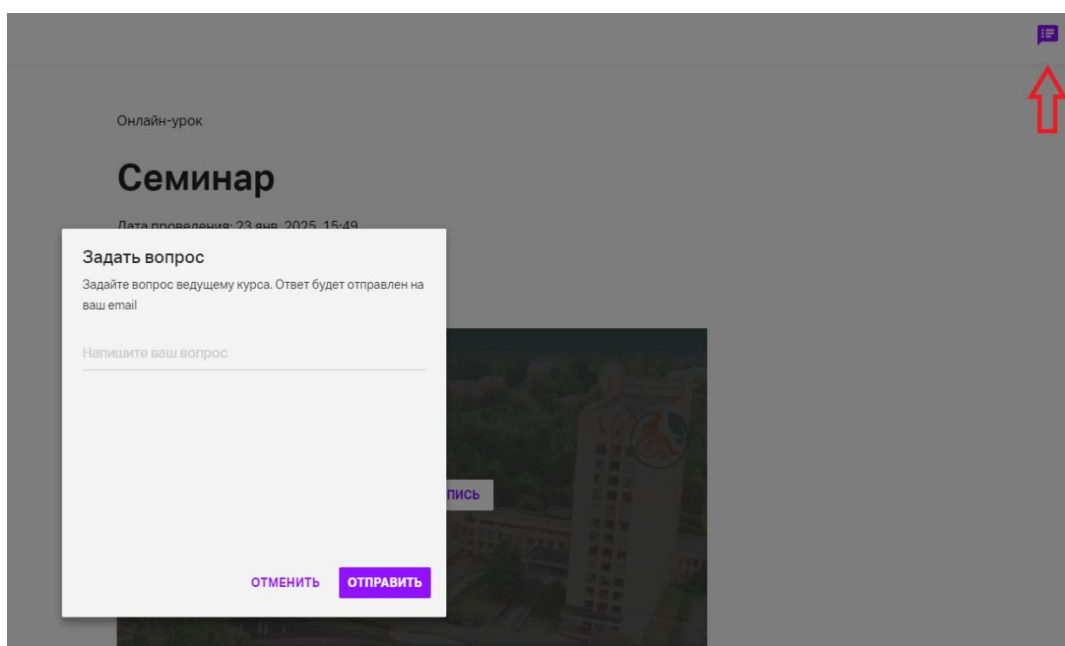 Онлайн-урок
Семинар
Дата проведения: 23 янв. 2025, 15:49
Задать вопрос
Задайте вопрос ведущему курса. Ответ будет отправлен на
ваш email
Напишите ваш вопрос
ПИСЬ
ОТМЕНИТЬ ОТПРАВИТЬ